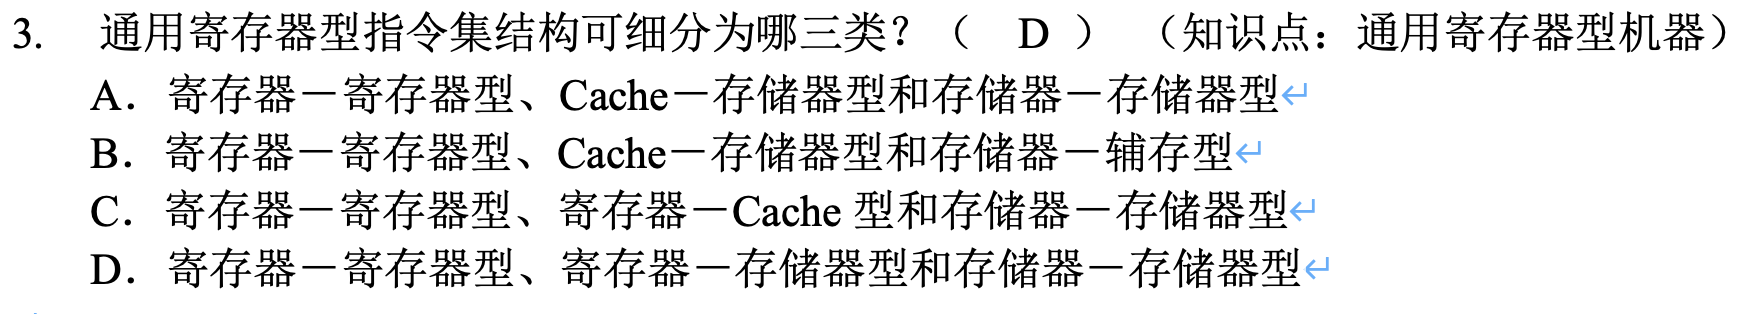 3. 通用寄存器型指令集结构可细分为哪三类？（ D ） （知识点：通用寄存器型机器）
A．寄存器－寄存器型、Cache－存储器型和存储器－存储器型↵
B．寄存器－寄存器型、Cache－存储器型和存储器－辅存型↵
C．寄存器－寄存器型、寄存器－Cache 型和存储器－存储器型↵
D．寄存器－寄存器型、寄存器－存储器型和存储器－存储器型↵